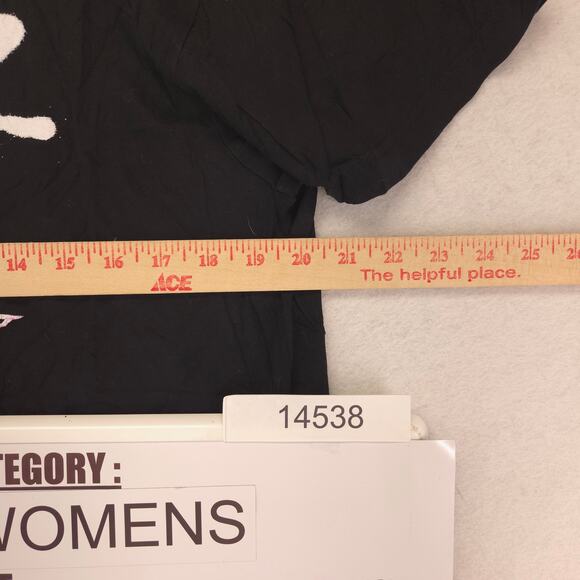 14 15 16 17 18 19 20 21 22 23 24 25
ACE The helpful place.
14538
TEGORY :
WOMENS